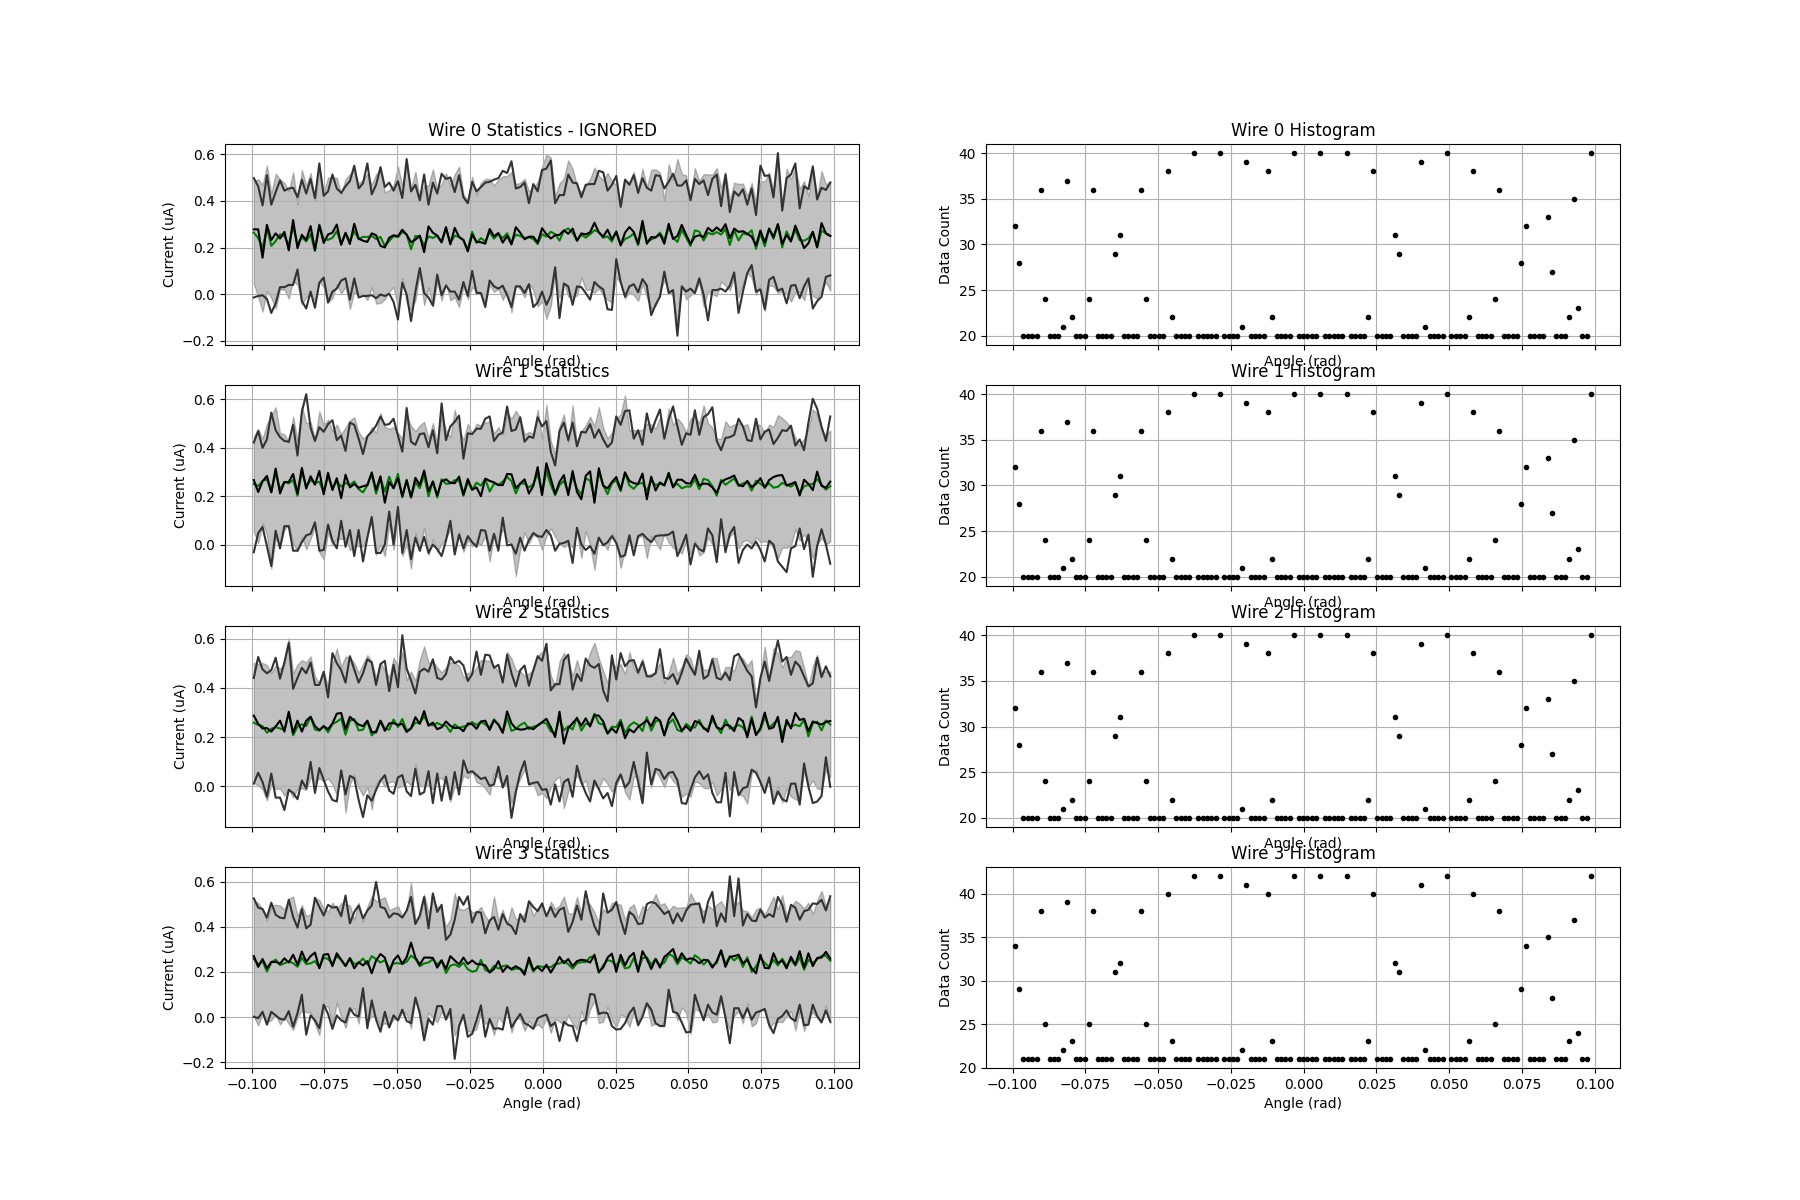 Wire 0 Statistics - IGNORED
0.6
0.4
0.2
0.0
−0.2
Current (uA)
Angle (rad)
Wire 0 Histogram
40
35
30
25
20
Data Count
Angle (rad)
Wire 1 Statistics
0.6
0.4
0.2
0.0
Current (uA)
Angle (rad)
Wire 1 Histogram
40
35
30
25
20
Data Count
Angle (rad)
Wire 2 Statistics
0.6
0.4
0.2
0.0
Current (uA)
Angle (rad)
Wire 2 Histogram
40
35
30
25
20
Data Count
Angle (rad)
Wire 3 Statistics
0.6
0.4
0.2
0.0
−0.2
Current (uA)
−0.100 −0.075 −0.050 −0.025 0.000 0.025 0.050 0.075 0.100
Angle (rad)
Wire 3 Histogram
40
35
30
25
20
Data Count
−0.100 −0.075 −0.050 −0.025 0.000 0.025 0.050 0.075 0.100
Angle (rad)